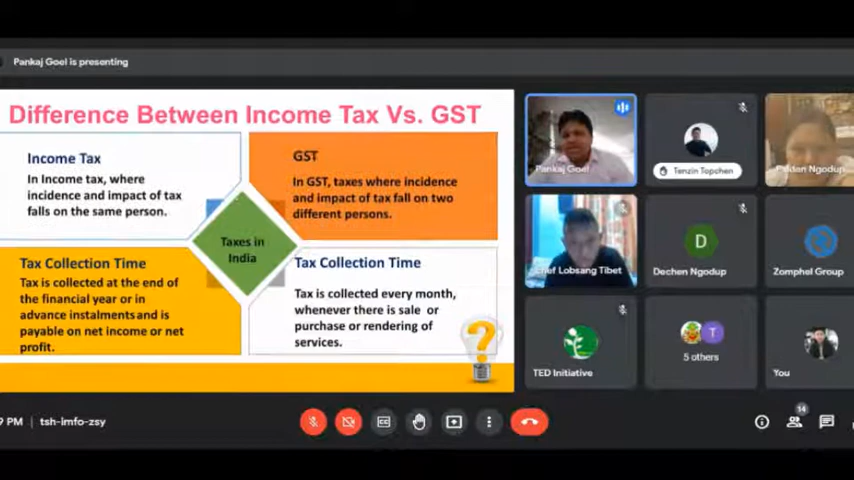 Pankaj Goel is presenting
Difference Between Income Tax Vs. GST
Income Tax
In Income tax, where
incidence and impact of tax
falls on the same person.
GST
In GST, taxes where incidence
and impact of tax fall on two
different persons.
Taxes in
India
Tax Collection Time
Tax is collected at the end of
the financial year or in
advance instalments and is
payable on net income or net
profit.
Tax Collection Time
Tax is collected every month,
whenever there is sale or
purchase or rendering of
services.
Pankaj Goel
Tenzin Topchen
Ngodup
Chef Lobsang Tibet
D
Dechen Ngodup
Zomphel Group
TED Initiative
T
5 others
You
PM | tsh-imfo-zsy
14